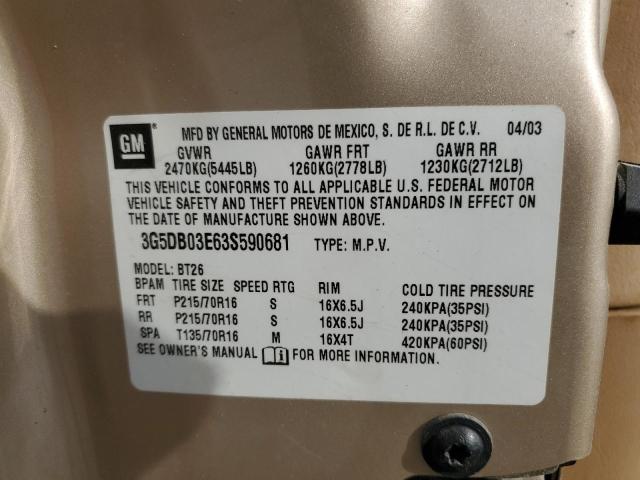 GM
MFD BY GENERAL MOTORS DE MEXICO, S. DE R.L. DE C.V. 04/03
GVWR GAWR FRT GAWR RR
2470KG(5445LB) 1260KG(2778LB) 1230KG(2712LB)
THIS VEHICLE CONFORMS TO ALL APPLICABLE U.S. FEDERAL MOTOR
VEHICLE SAFETY AND THEFT PREVENTION STANDARDS IN EFFECT ON
THE DATE OF MANUFACTURE SHOWN ABOVE.
3G5DB03E63S590681 TYPE: M.P.V.
MODEL: BT26
BPAM TIRE SIZE SPEED RTG RIM COLD TIRE PRESSURE
FRT P215/70R16 S 16X6.5J 240KPA(35PSI)
RR P215/70R16 S 16X6.5J 240KPA(35PSI)
SPA T135/70R16 M 16X4T 420KPA(60PSI)
SEE OWNER'S MANUAL FOR MORE INFORMATION.